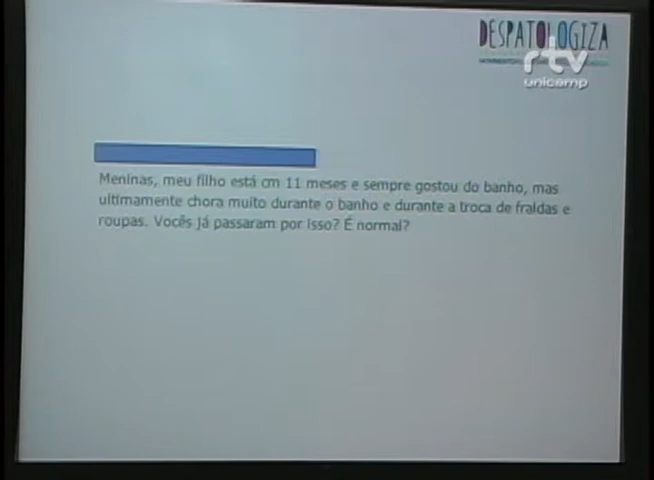 DESPATOLOGIZA
rtv
unicamp
Meninas, meu filho está cm 11 meses e sempre gostou do banho, mas
ultimamente chora muito durante o banho e durante a troca de fraldas e
roupas. Vocês já passaram por isso? É normal?